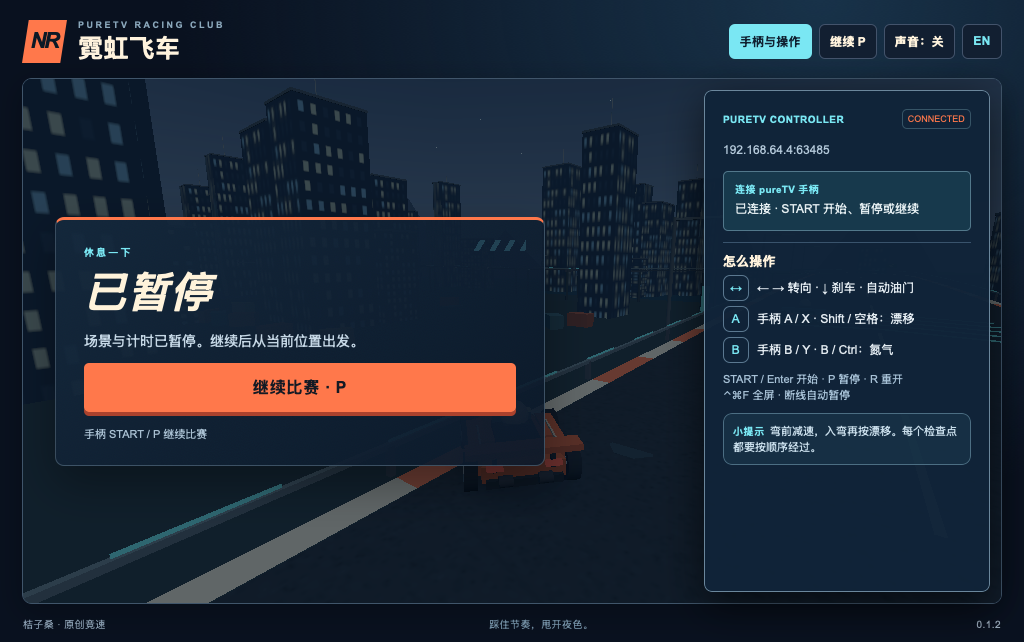 NR
PURETV RACING CLUB
霓虹飞车
手柄与操作
继续 P
声音：关
EN
休息一下
已暂停
场景与计时已暂停。继续后从当前位置出发。
继续比赛 · P
手柄 START / P 继续比赛
PURETV CONTROLLER
CONNECTED
192.168.64.4:63485
连接 pureTV 手柄
已连接 · START 开始、暂停或继续
怎么操作
↔ ← → 转向 · ↓ 刹车 · 自动油门
A 手柄 A / X · Shift / 空格：漂移
B 手柄 B / Y · B / Ctrl：氮气
START / Enter 开始 · P 暂停 · R 重开
^⌘F 全屏 · 断线自动暂停
小提示 弯前减速，入弯再按漂移。每个检查点
都要按顺序经过。
桔子桑 · 原创竞速
踩住节奏，甩开夜色。
0.1.2